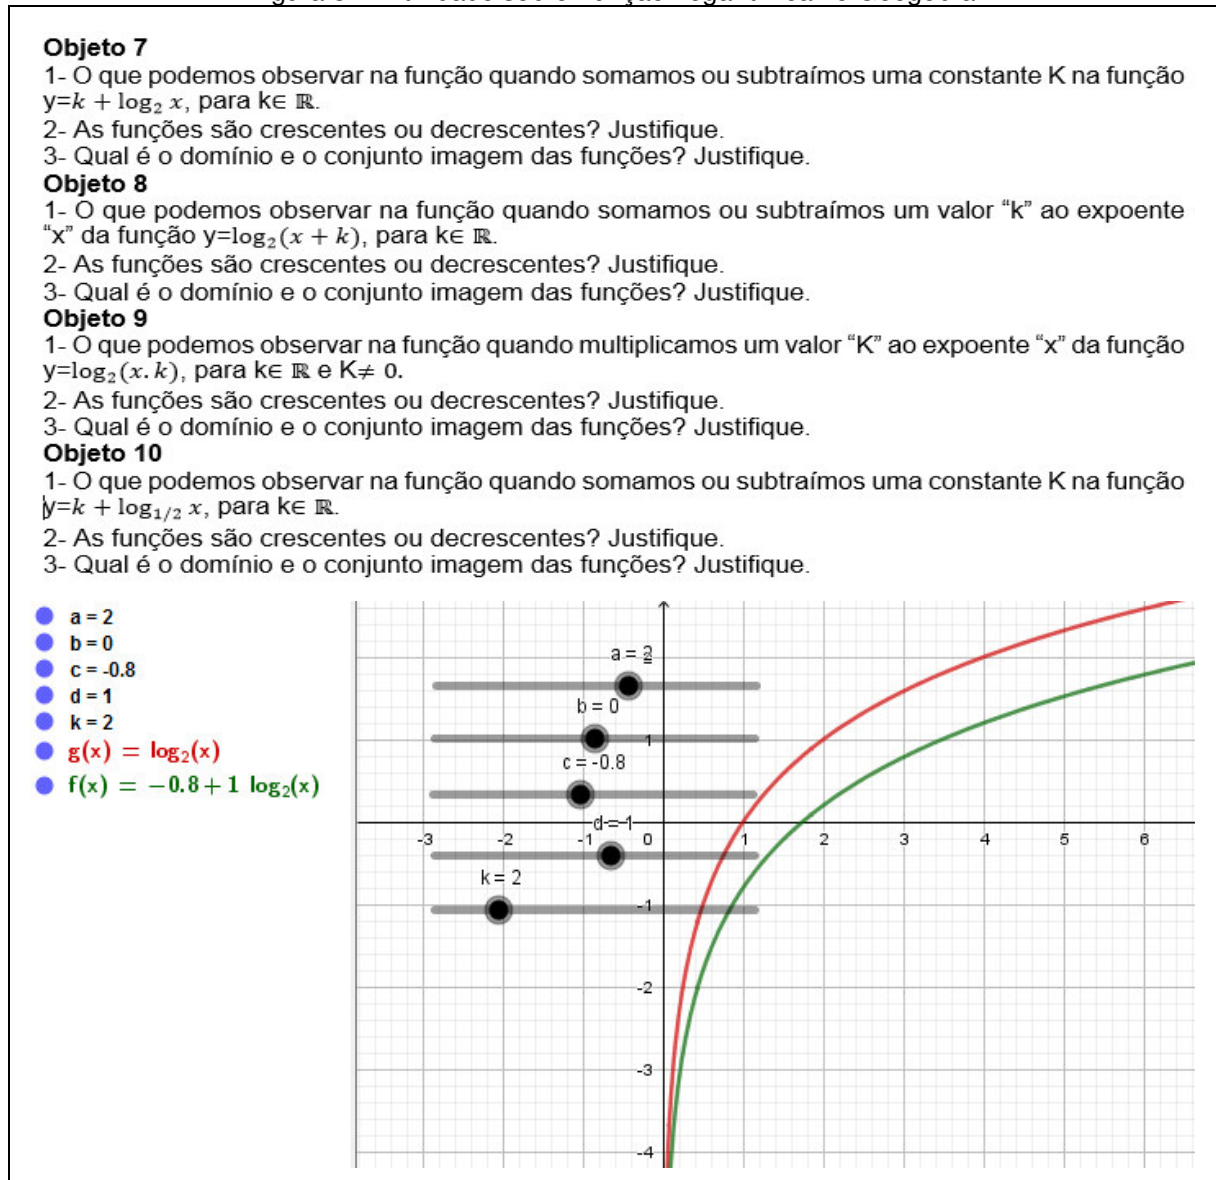 Objeto 7
1- O que podemos observar na função quando somamos ou subtraímos uma constante K na função
y=k + log₂ x, para k∈ ℝ.
2- As funções são crescentes ou decrescentes? Justifique.
3- Qual é o domínio e o conjunto imagem das funções? Justifique.
Objeto 8
1- O que podemos observar na função quando somamos ou subtraímos um valor “k” ao expoente
“x” da função y=log₂(x + k), para k∈ ℝ.
2- As funções são crescentes ou decrescentes? Justifique.
3- Qual é o domínio e o conjunto imagem das funções? Justifique.
Objeto 9
1- O que podemos observar na função quando multiplicamos um valor “K” ao expoente “x” da função
y=log₂(x. k), para k∈ ℝ e K≠ 0.
2- As funções são crescentes ou decrescentes? Justifique.
3- Qual é o domínio e o conjunto imagem das funções? Justifique.
Objeto 10
1- O que podemos observar na função quando somamos ou subtraímos uma constante K na função
y=k + log₁/₂ x, para k∈ ℝ.
2- As funções são crescentes ou decrescentes? Justifique.
3- Qual é o domínio e o conjunto imagem das funções? Justifique.
a = 2
b = 0
c = -0.8
d = 1
k = 2
g(x) = log₂(x)
f(x) = −0.8 + 1 log₂(x)
a = 2
2
b = 0
1
c = -0.8
d = 1
-3 -2 -1 0 1 2 3 4 5 6
k = 2
-1
-2
-3
-4